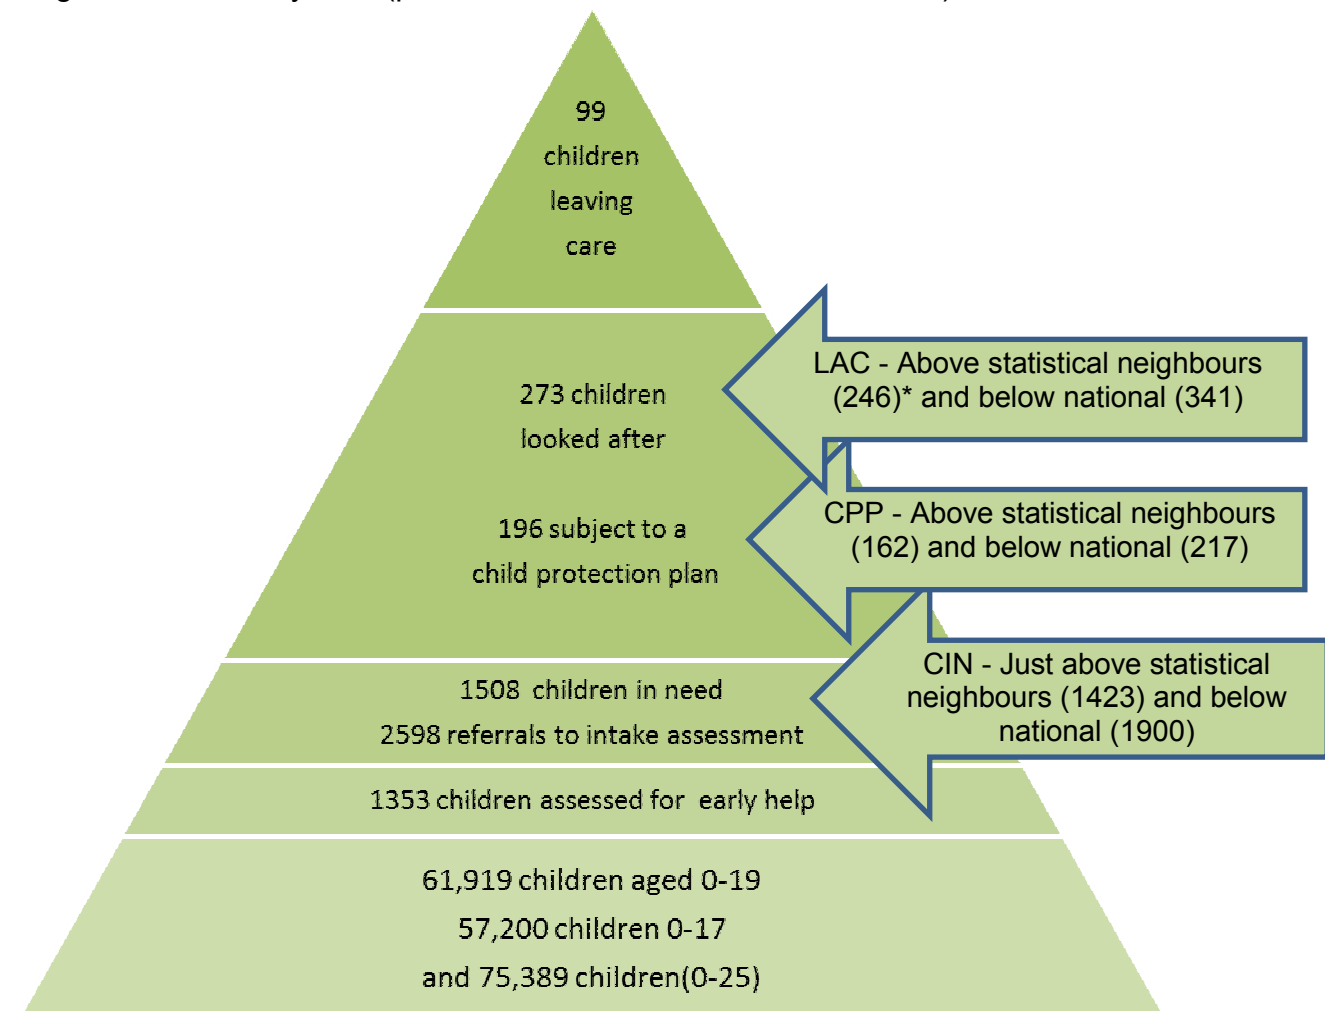 99
children
leaving
care
273 children
looked after
LAC - Above statistical neighbours
(246)* and below national (341)
196 subject to a
child protection plan
CPP - Above statistical neighbours
(162) and below national (217)
1508 children in need
2598 referrals to intake assessment
CIN - Just above statistical
neighbours (1423) and below
national (1900)
1353 children assessed for early help
61,919 children aged 0-19
57,200 children 0-17
and 75,389 children(0-25)